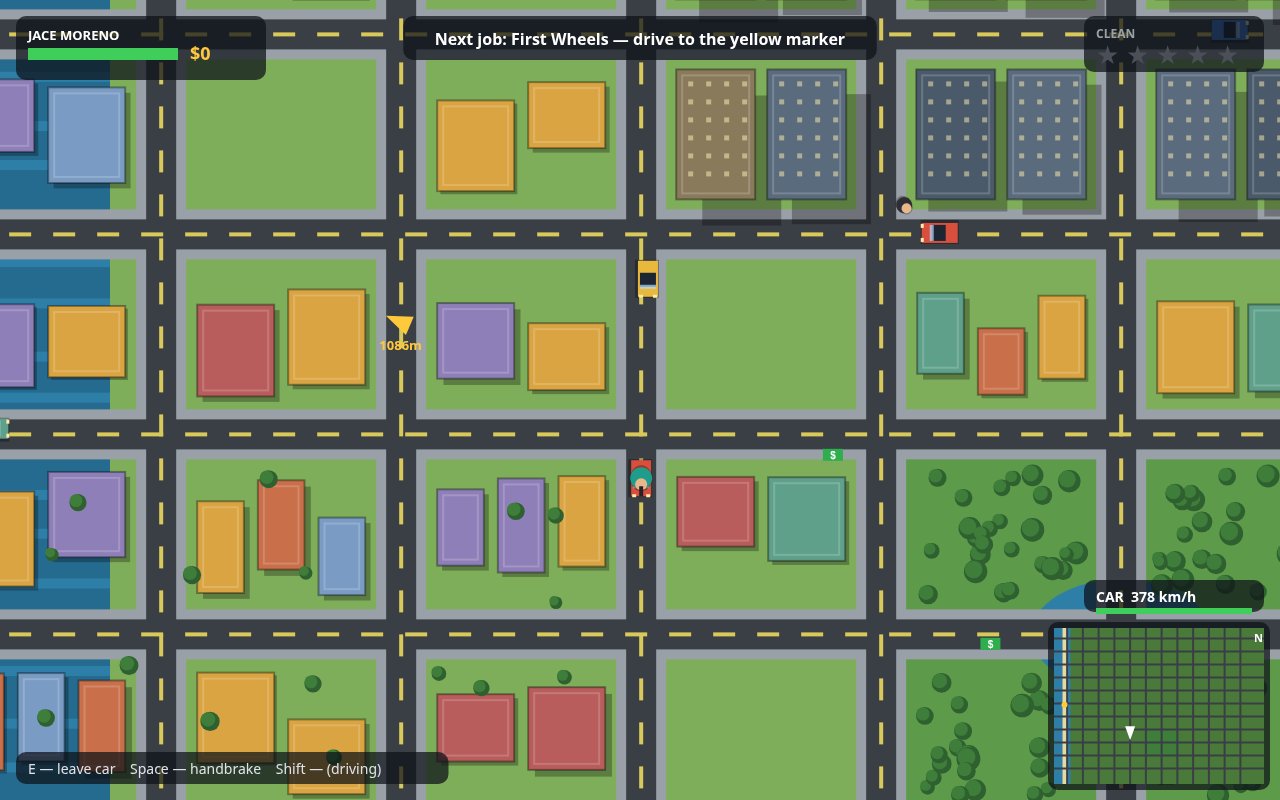 JACE MORENO
$0
Next job: First Wheels — drive to the yellow marker
CLEAN
1086m
$
CAR 378 km/h
N
$
E — leave car Space — handbrake Shift — (driving)